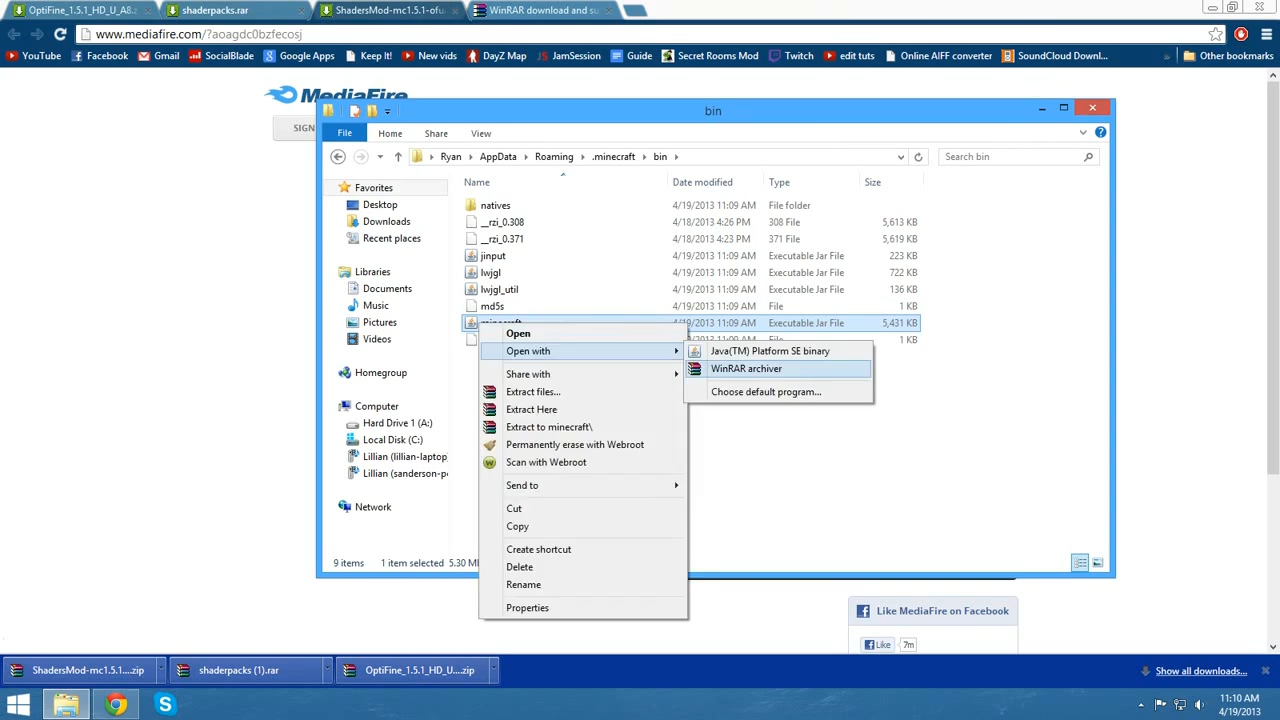 OptiFine_1.5.1_HD_U_A8.
shaderpacks.rar
ShadersMod-mc1.5.1-ofu
WinRAR download and su
www.mediafire.com/?aoagdc0bzfecosj
YouTube
Facebook
Gmail
SocialBlade
Google Apps
Keep It!
New vids
DayZ Map
JamSession
Guide
Secret Rooms Mod
Twitch
edit tuts
Online AIFF converter
SoundCloud Downl...
»
Other bookmarks
MediaFire
SIGN
bin
File
Home
Share
View
Ryan
AppData
Roaming
.minecraft
bin
Search bin
Name
Date modified
Type
Size
Favorites
Desktop
Downloads
Recent places
Libraries
Documents
Music
Pictures
Videos
Homegroup
Computer
Hard Drive 1 (A:)
Local Disk (C:)
Lillian (lillian-laptop)
Lillian (sanderson-p
Network
natives 4/19/2013 11:09 AM File folder
__rzi_0.308 4/18/2013 4:26 PM 308 File 5,613 KB
__rzi_0.371 4/18/2013 4:23 PM 371 File 5,619 KB
jinput 4/19/2013 11:09 AM Executable Jar File 223 KB
lwjgl 4/19/2013 11:09 AM Executable Jar File 722 KB
lwjgl_util 4/19/2013 11:09 AM Executable Jar File 136 KB
md5s 4/19/2013 11:09 AM File 1 KB
minecraft 4/19/2013 11:09 AM Executable Jar File 5,431 KB
1 KB
Open
Open with
Share with
Extract files...
Extract Here
Extract to minecraft\
Permanently erase with Webroot
Scan with Webroot
Send to
Cut
Copy
Create shortcut
Delete
Rename
Properties
Java(TM) Platform SE binary
WinRAR archiver
Choose default program...
9 items
1 item selected
5.30 M
Like MediaFire on Facebook
Like
7m
ShadersMod-mc1.5.1....zip
shaderpacks (1).rar
OptiFine_1.5.1_HD_U....zip
Show all downloads...
11:10 AM
4/19/2013